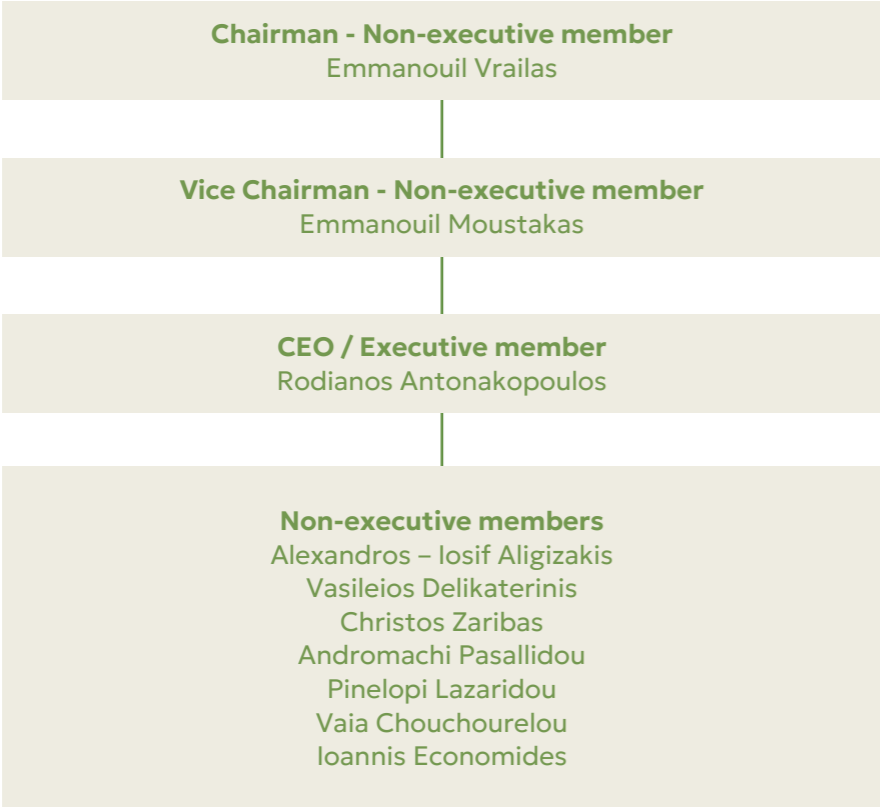 Chairman - Non-executive member
Emmanouil Vrailas
Vice Chairman - Non-executive member
Emmanouil Moustakas
CEO / Executive member
Rodianos Antonakopoulos
Non-executive members
Alexandros – Iosif Aligizakis
Vasileios Delikaterinis
Christos Zaribas
Andromachi Pasallidou
Pinelopi Lazaridou
Vaia Chouchourelou
Ioannis Economides